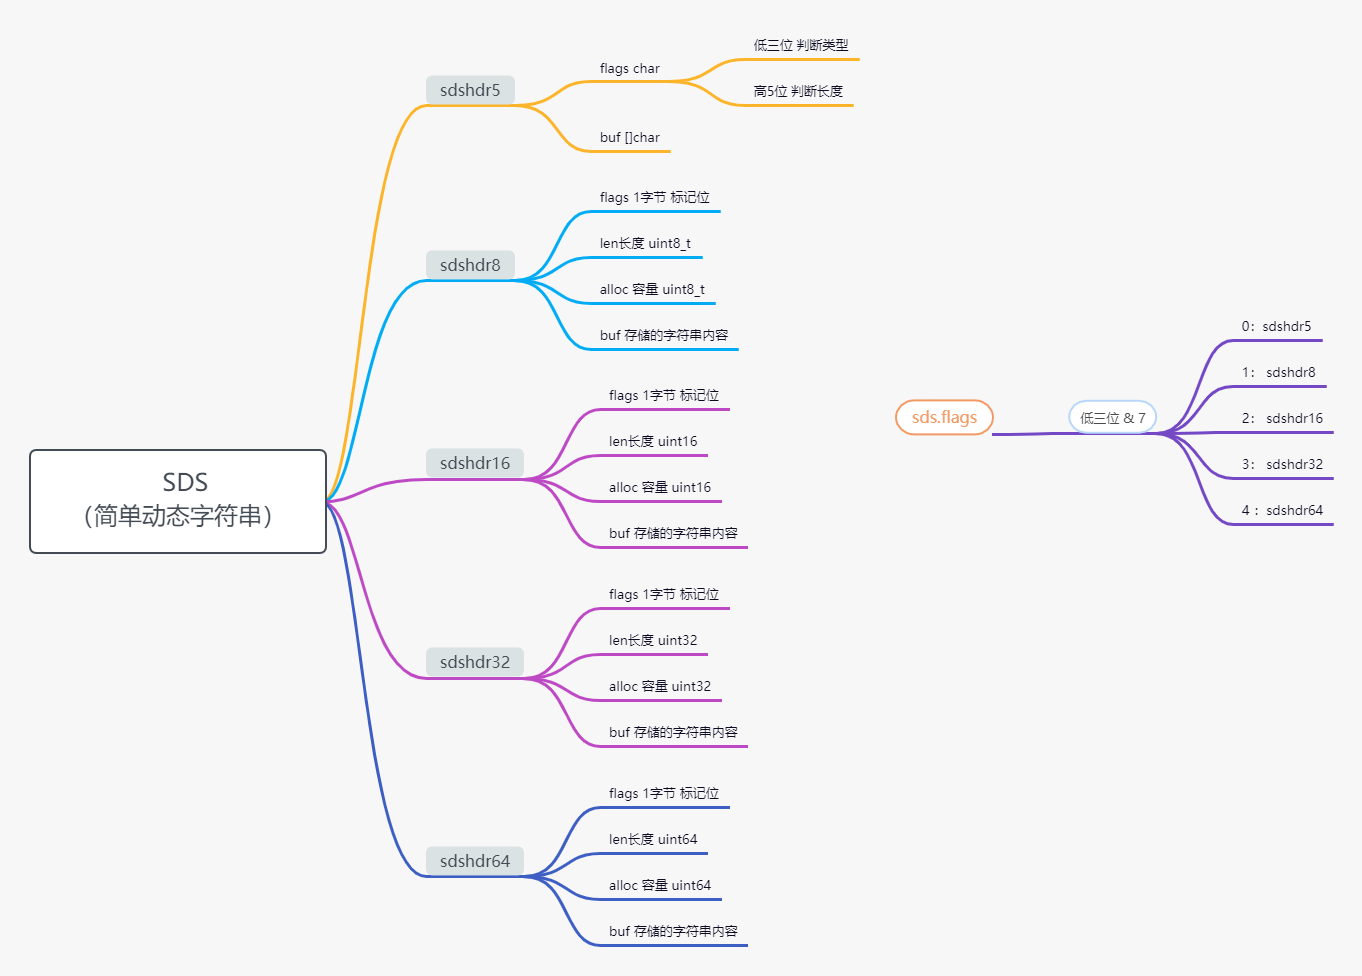 SDS
（简单动态字符串）
sdshdr5
flags char
低三位 判断类型
高5位 判断长度
buf []char
sdshdr8
flags 1字节 标记位
len长度 uint8_t
alloc 容量 uint8_t
buf 存储的字符串内容
sdshdr16
flags 1字节 标记位
len长度 uint16
alloc 容量 uint16
buf 存储的字符串内容
sdshdr32
flags 1字节 标记位
len长度 uint32
alloc 容量 uint32
buf 存储的字符串内容
sdshdr64
flags 1字节 标记位
len长度 uint64
alloc 容量 uint64
buf 存储的字符串内容
sds.flags
低三位 & 7
0：sdshdr5
1： sdshdr8
2： sdshdr16
3： sdshdr32
4 ：sdshdr64